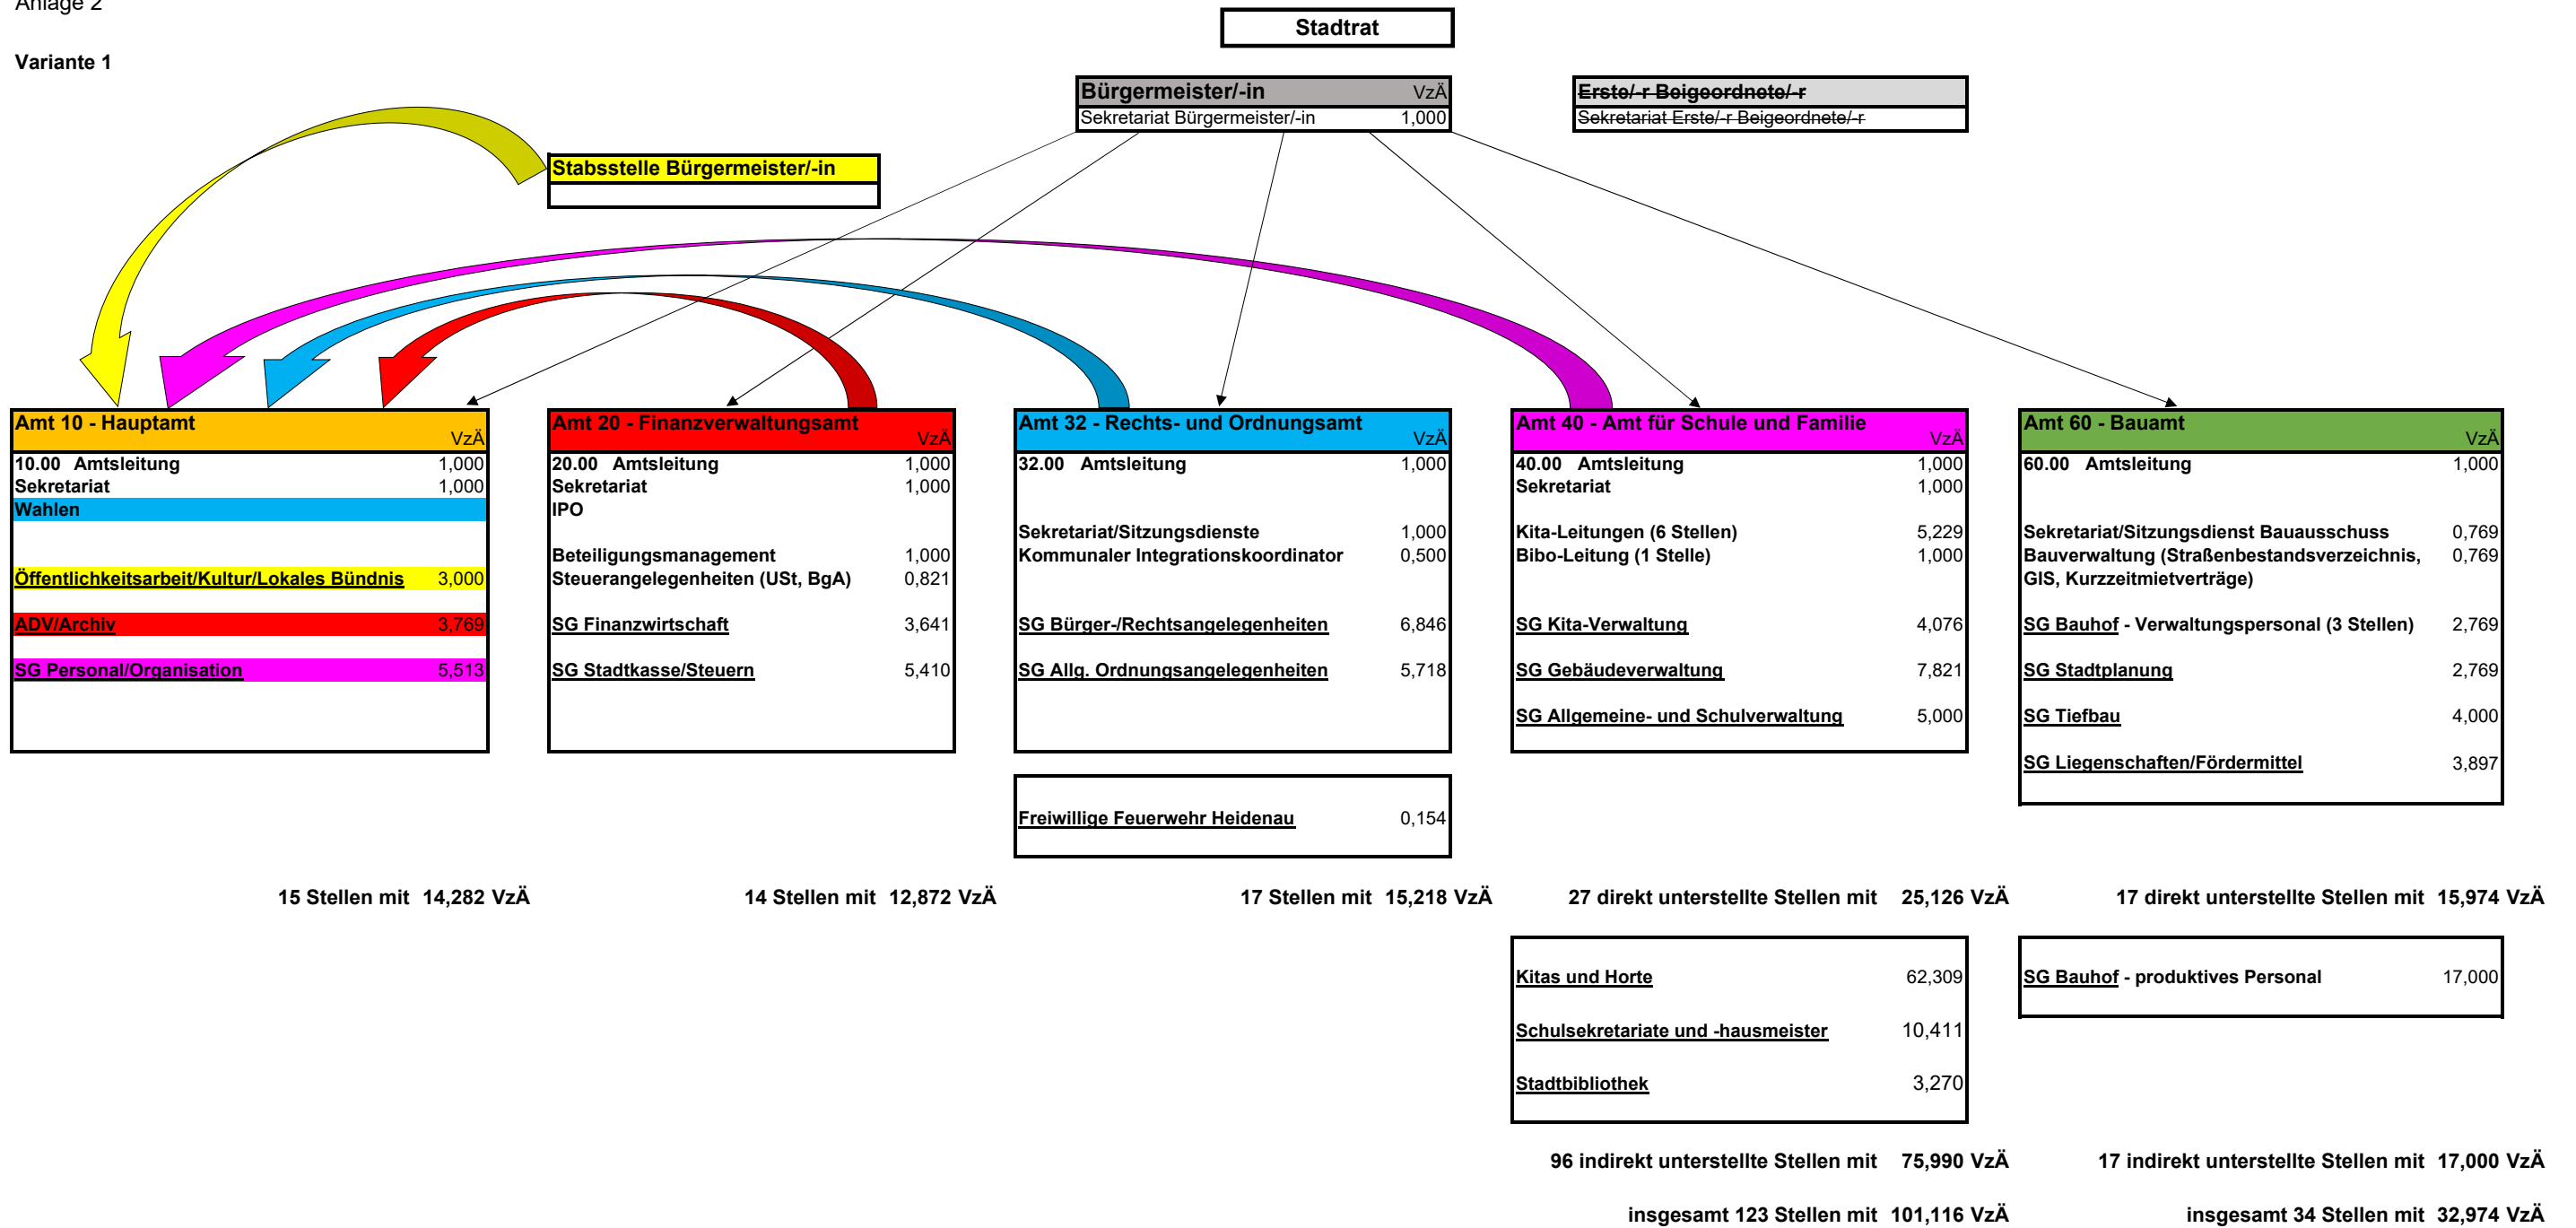 Anlage 2
Stadtrat
Variante 1
Bürgermeister/-in VzÄ
Sekretariat Bürgermeister/-in 1,000
Erste/-r Beigeordnete/-r
Sekretariat Erste/-r Beigeordnete/-r
Stabsstelle Bürgermeister/-in
Amt 10 - Hauptamt VzÄ
10.00 Amtsleitung 1,000
Sekretariat 1,000
Wahlen
Öffentlichkeitsarbeit/Kultur/Lokales Bündnis 3,000
ADV/Archiv 3,769
SG Personal/Organisation 5,513
15 Stellen mit 14,282 VzÄ
Amt 20 - Finanzverwaltungsamt VzÄ
20.00 Amtsleitung 1,000
Sekretariat 1,000
IPO
Beteiligungsmanagement 1,000
Steuerangelegenheiten (USt, BgA) 0,821
SG Finanzwirtschaft 3,641
SG Stadtkasse/Steuern 5,410
14 Stellen mit 12,872 VzÄ
Amt 32 - Rechts- und Ordnungsamt VzÄ
32.00 Amtsleitung 1,000
Sekretariat/Sitzungsdienste 1,000
Kommunaler Integrationskoordinator 0,500
SG Bürger-/Rechtsangelegenheiten 6,846
SG Allg. Ordnungsangelegenheiten 5,718
Freiwillige Feuerwehr Heidenau 0,154
17 Stellen mit 15,218 VzÄ
Amt 40 - Amt für Schule und Familie VzÄ
40.00 Amtsleitung 1,000
Sekretariat 1,000
Kita-Leitungen (6 Stellen) 5,229
Bibo-Leitung (1 Stelle) 1,000
SG Kita-Verwaltung 4,076
SG Gebäudeverwaltung 7,821
SG Allgemeine- und Schulverwaltung 5,000
27 direkt unterstellte Stellen mit 25,126 VzÄ
Kitas und Horte 62,309
Schulsekretariate und -hausmeister 10,411
Stadtbibliothek 3,270
96 indirekt unterstellte Stellen mit 75,990 VzÄ
insgesamt 123 Stellen mit 101,116 VzÄ
Amt 60 - Bauamt VzÄ
60.00 Amtsleitung 1,000
Sekretariat/Sitzungsdienst Bauausschuss 0,769
Bauverwaltung (Straßenbestandsverzeichnis, 0,769
GIS, Kurzzeitmietverträge)
SG Bauhof - Verwaltungspersonal (3 Stellen) 2,769
SG Stadtplanung 2,769
SG Tiefbau 4,000
SG Liegenschaften/Fördermittel 3,897
17 direkt unterstellte Stellen mit 15,974 VzÄ
SG Bauhof - produktives Personal 17,000
17 indirekt unterstellte Stellen mit 17,000 VzÄ
insgesamt 34 Stellen mit 32,974 VzÄ